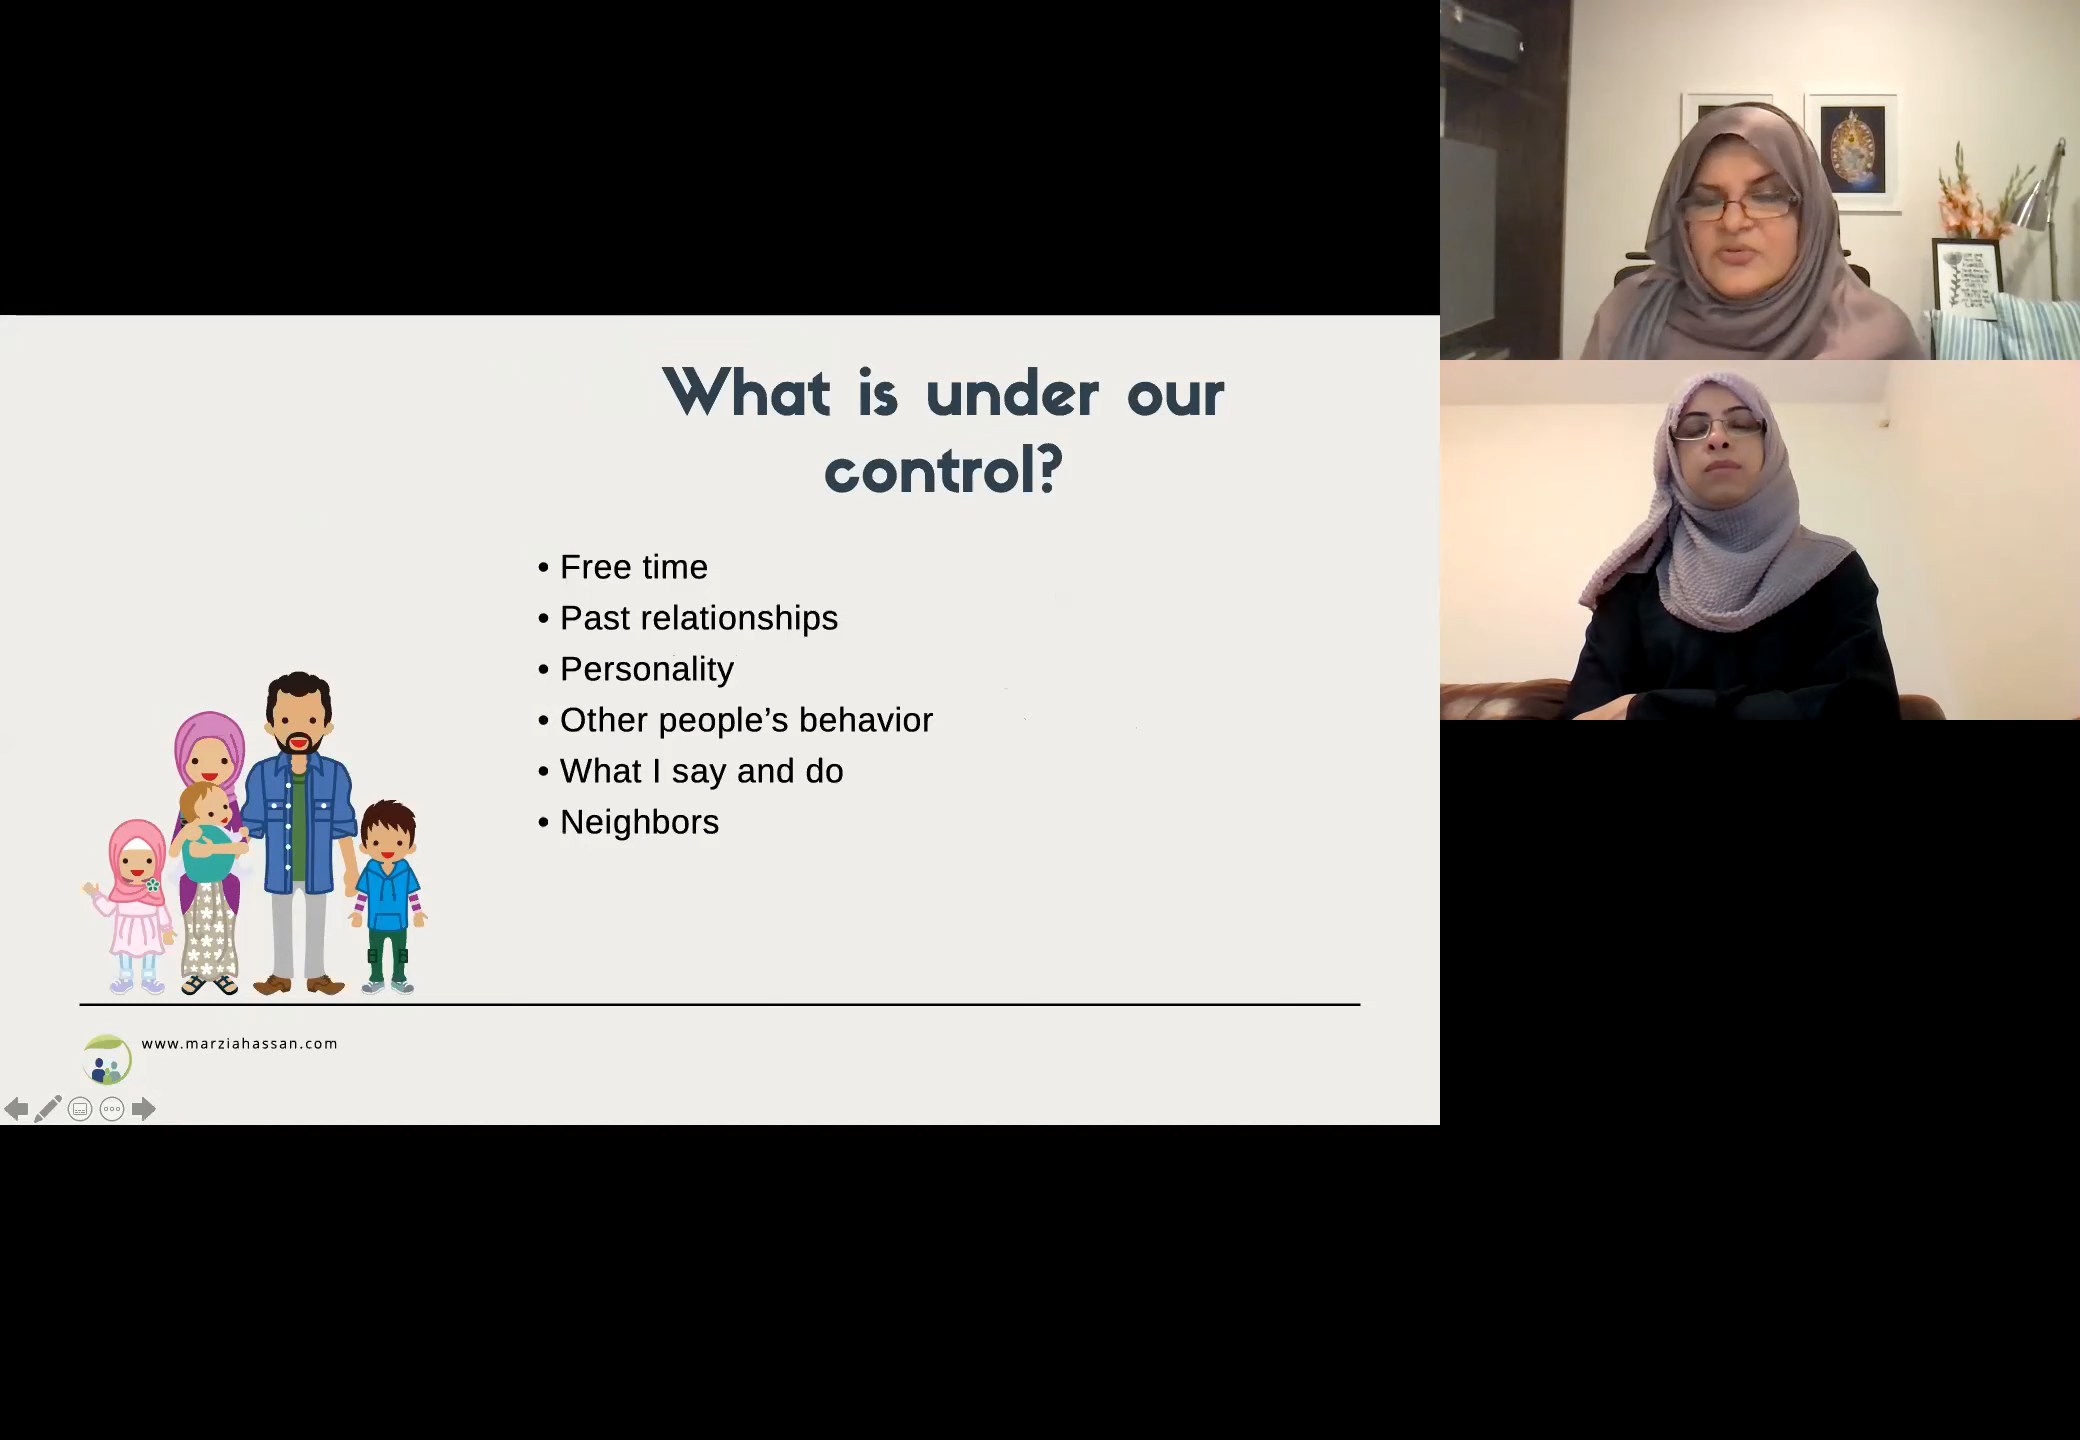 What is under our
control?
• Free time
• Past relationships
• Personality
• Other people’s behavior
• What I say and do
• Neighbors
www.marziahassan.com